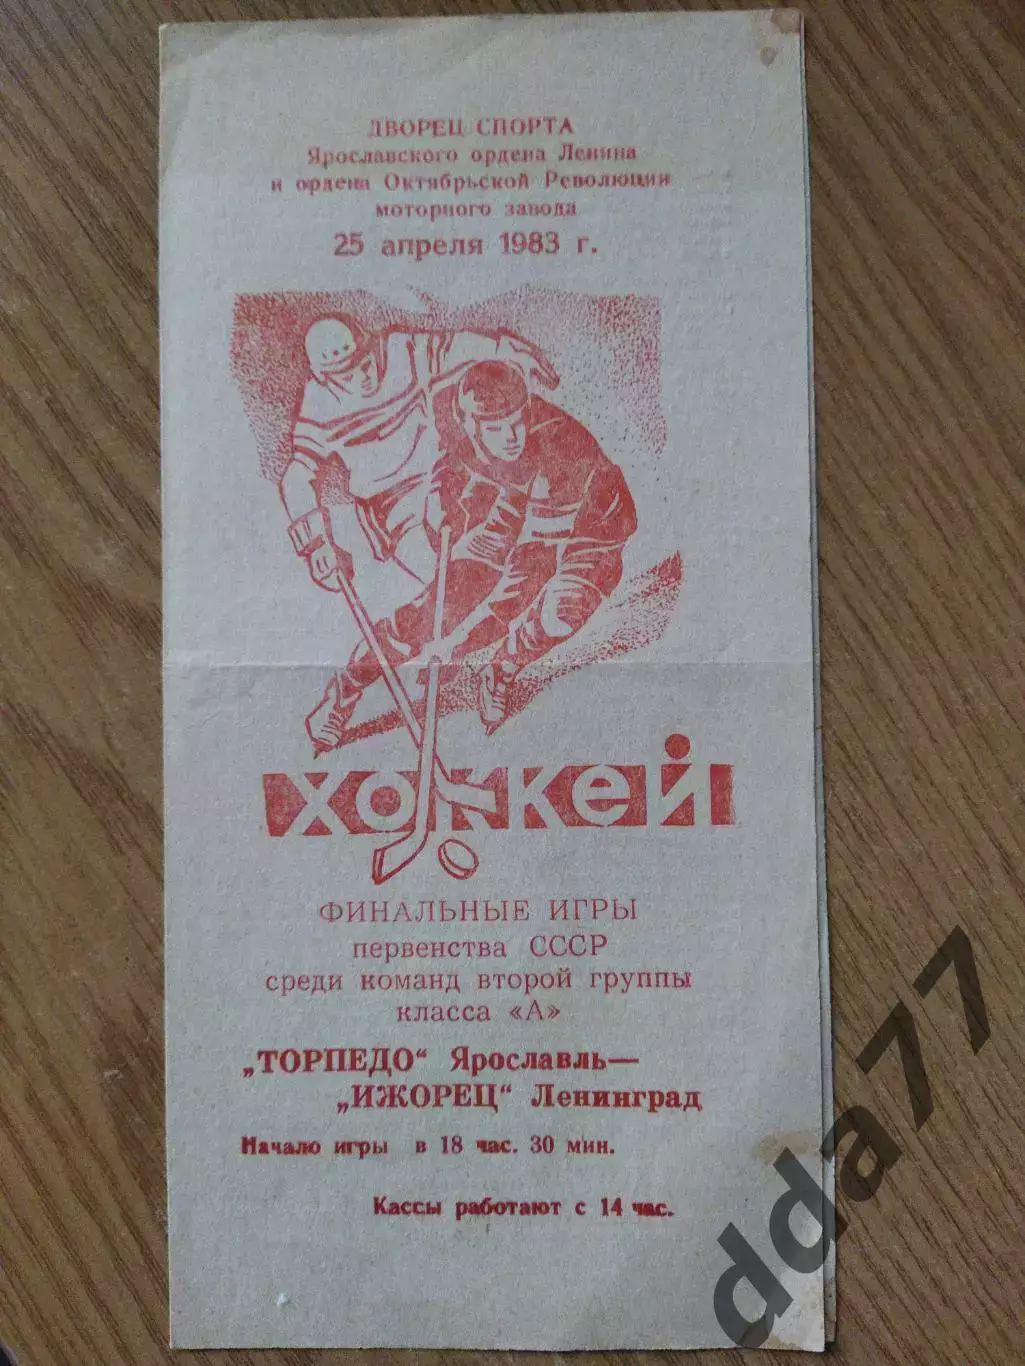 ДВОРЕЦ СПОРТА
Ярославского ордена Ленина
и ордена Октябрьской Революции
моторного завода
25 апреля 1983 г.
ХОККЕЙ
ФИНАЛЬНЫЕ ИГРЫ
первенства СССР
среди команд второй группы
класса «А»
„ТОРПЕДО“ Ярославль—
„ИЖОРЕЦ“ Ленинград
Начало игры в 18 час. 30 мин.
Кассы работают с 14 час.
dda77